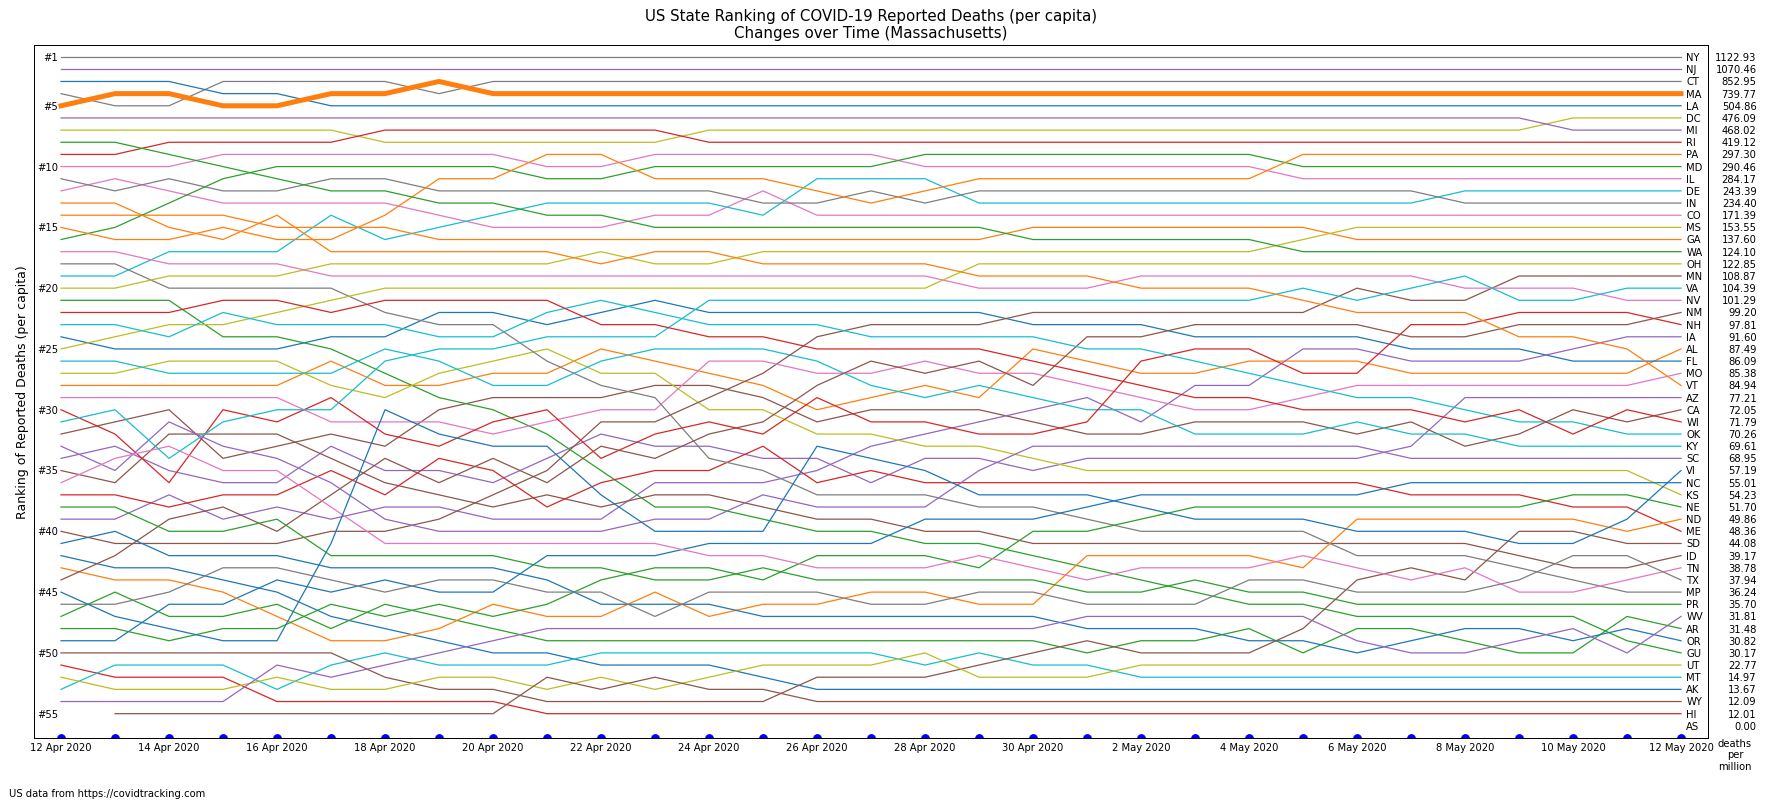 US State Ranking of COVID-19 Reported Deaths (per capita)
Changes over Time (Massachusetts)
Ranking of Reported Deaths (per capita)
#1
#5
#10
#15
#20
#25
#30
#35
#40
#45
#50
#55
NY 1122.93
NJ 1070.46
CT 852.95
MA 739.77
LA 504.86
DC 476.09
MI 468.02
RI 419.12
PA 297.30
MD 290.46
IL 284.17
DE 243.39
IN 234.40
CO 171.39
MS 153.55
GA 137.60
WA 124.10
OH 122.85
MN 108.87
VA 104.39
NV 101.29
NM 99.20
NH 97.81
IA 91.60
AL 87.49
FL 86.09
MO 85.38
VT 84.94
AZ 77.21
CA 72.05
WI 71.79
OK 70.26
KY 69.61
SC 68.95
VI 57.19
NC 55.01
KS 54.23
NE 51.70
ND 49.86
ME 48.36
SD 44.08
ID 39.17
TN 38.78
TX 37.94
MP 36.24
PR 35.70
WV 31.81
AR 31.48
OR 30.82
GU 30.17
UT 22.77
MT 14.97
AK 13.67
WY 12.09
HI 12.01
AS 0.00
12 Apr 2020 14 Apr 2020 16 Apr 2020 18 Apr 2020 20 Apr 2020 22 Apr 2020 24 Apr 2020 26 Apr 2020 28 Apr 2020 30 Apr 2020 2 May 2020 4 May 2020 6 May 2020 8 May 2020 10 May 2020 12 May 2020
deaths
per
million
US data from https://covidtracking.com